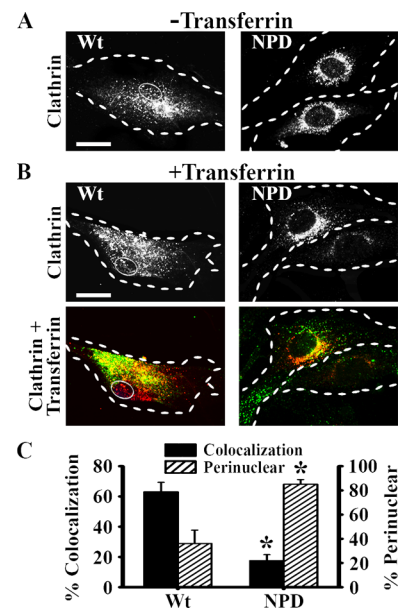 A
-Transferrin
Wt
NPD
Clathrin
B
+Transferrin
Wt
NPD
Clathrin
Clathrin +
Transferrin
C
Colocalization
Perinuclear
% Colocalization
80
60
40
20
0
*
*
100
80
60
40
20
0
% Perinuclear
Wt
NPD